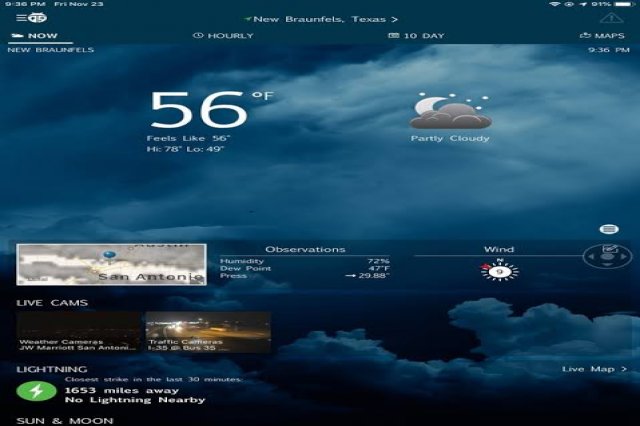 9:36 PM Fri Nov 23
91%
New Braunfels, Texas >
NOW
HOURLY
10 DAY
MAPS
NEW BRAUNFELS
9:36 PM
56°F
Feels Like 56°
Hi: 78° Lo: 49°
Partly Cloudy
Austin
San Antonio
Observations
Humidity 72%
Dew Point 47°F
Press → 29.88"
Wind
N
9
LIVE CAMS
Weather Cameras
JW Marriott San Antoni...
Traffic Cameras
I-35 @ Bus 35 ...
LIGHTNING
Live Map >
Closest strike in the last 30 minutes:
1653 miles away
No Lightning Nearby
SUN & MOON